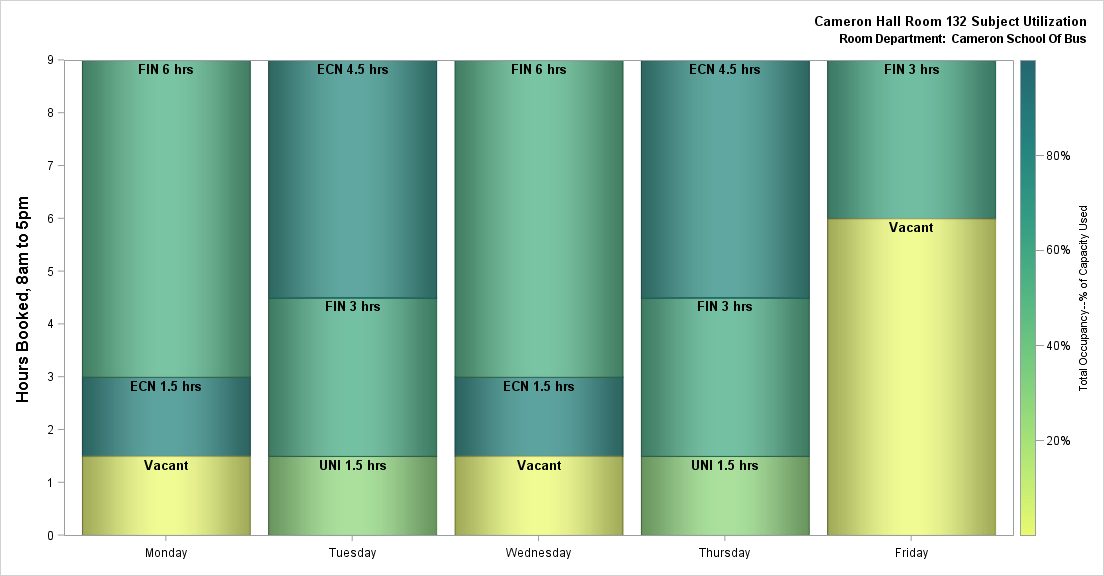 Cameron Hall Room 132 Subject Utilization
Room Department: Cameron School Of Bus
Hours Booked, 8am to 5pm
9
8
7
6
5
4
3
2
1
0
FIN 6 hrs
ECN 1.5 hrs
Vacant
ECN 4.5 hrs
FIN 3 hrs
UNI 1.5 hrs
FIN 6 hrs
ECN 1.5 hrs
Vacant
ECN 4.5 hrs
FIN 3 hrs
UNI 1.5 hrs
FIN 3 hrs
Vacant
Monday
Tuesday
Wednesday
Thursday
Friday
80%
60%
40%
20%
Total Occupancy--% of Capacity Used